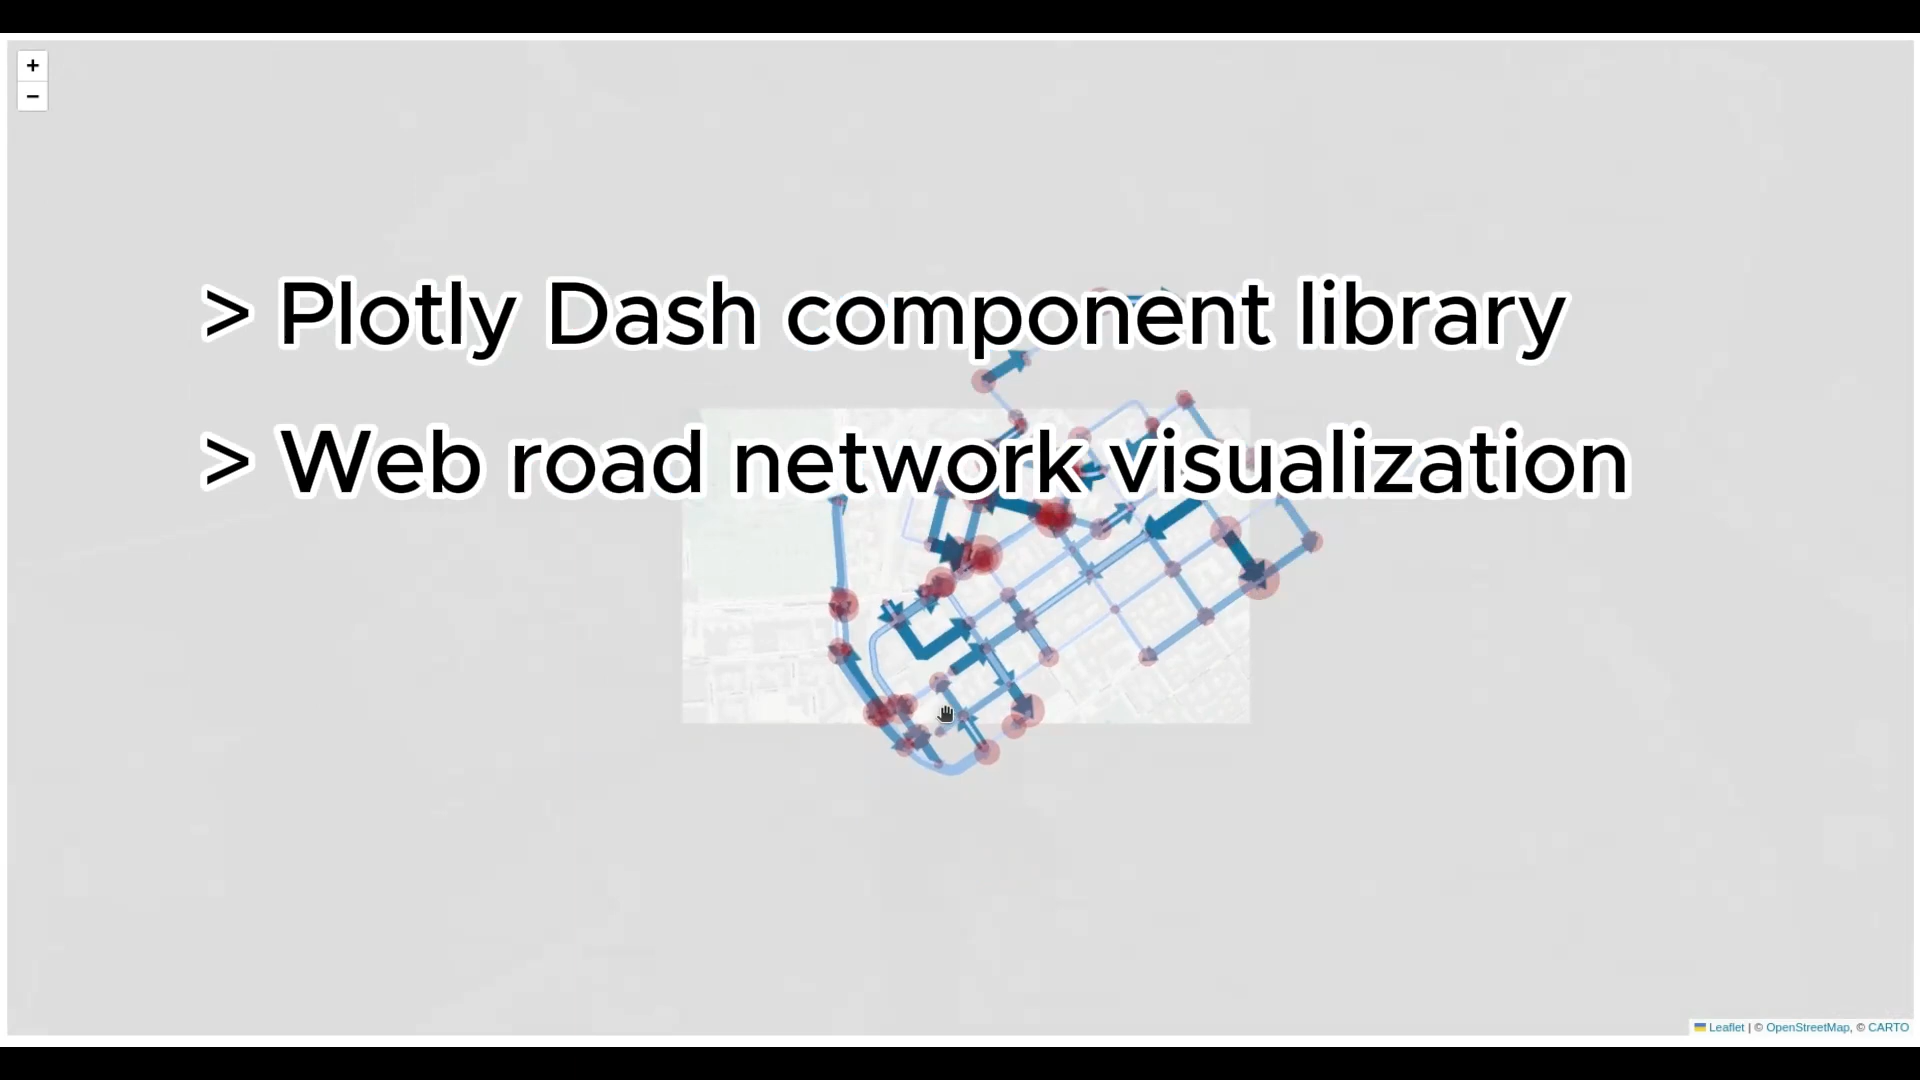 +
−
> Plotly Dash component library
> Web road network visualization
Leaflet | © OpenStreetMap, © CARTO